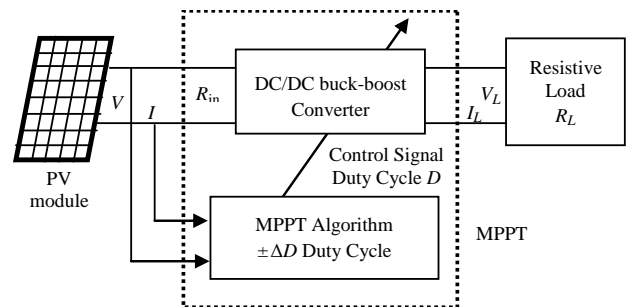 PV
module
V
I
R_in
DC/DC buck-boost
Converter
V_L
I_L
Resistive
Load
R_L
Control Signal
Duty Cycle D
MPPT Algorithm
± ΔD Duty Cycle
MPPT